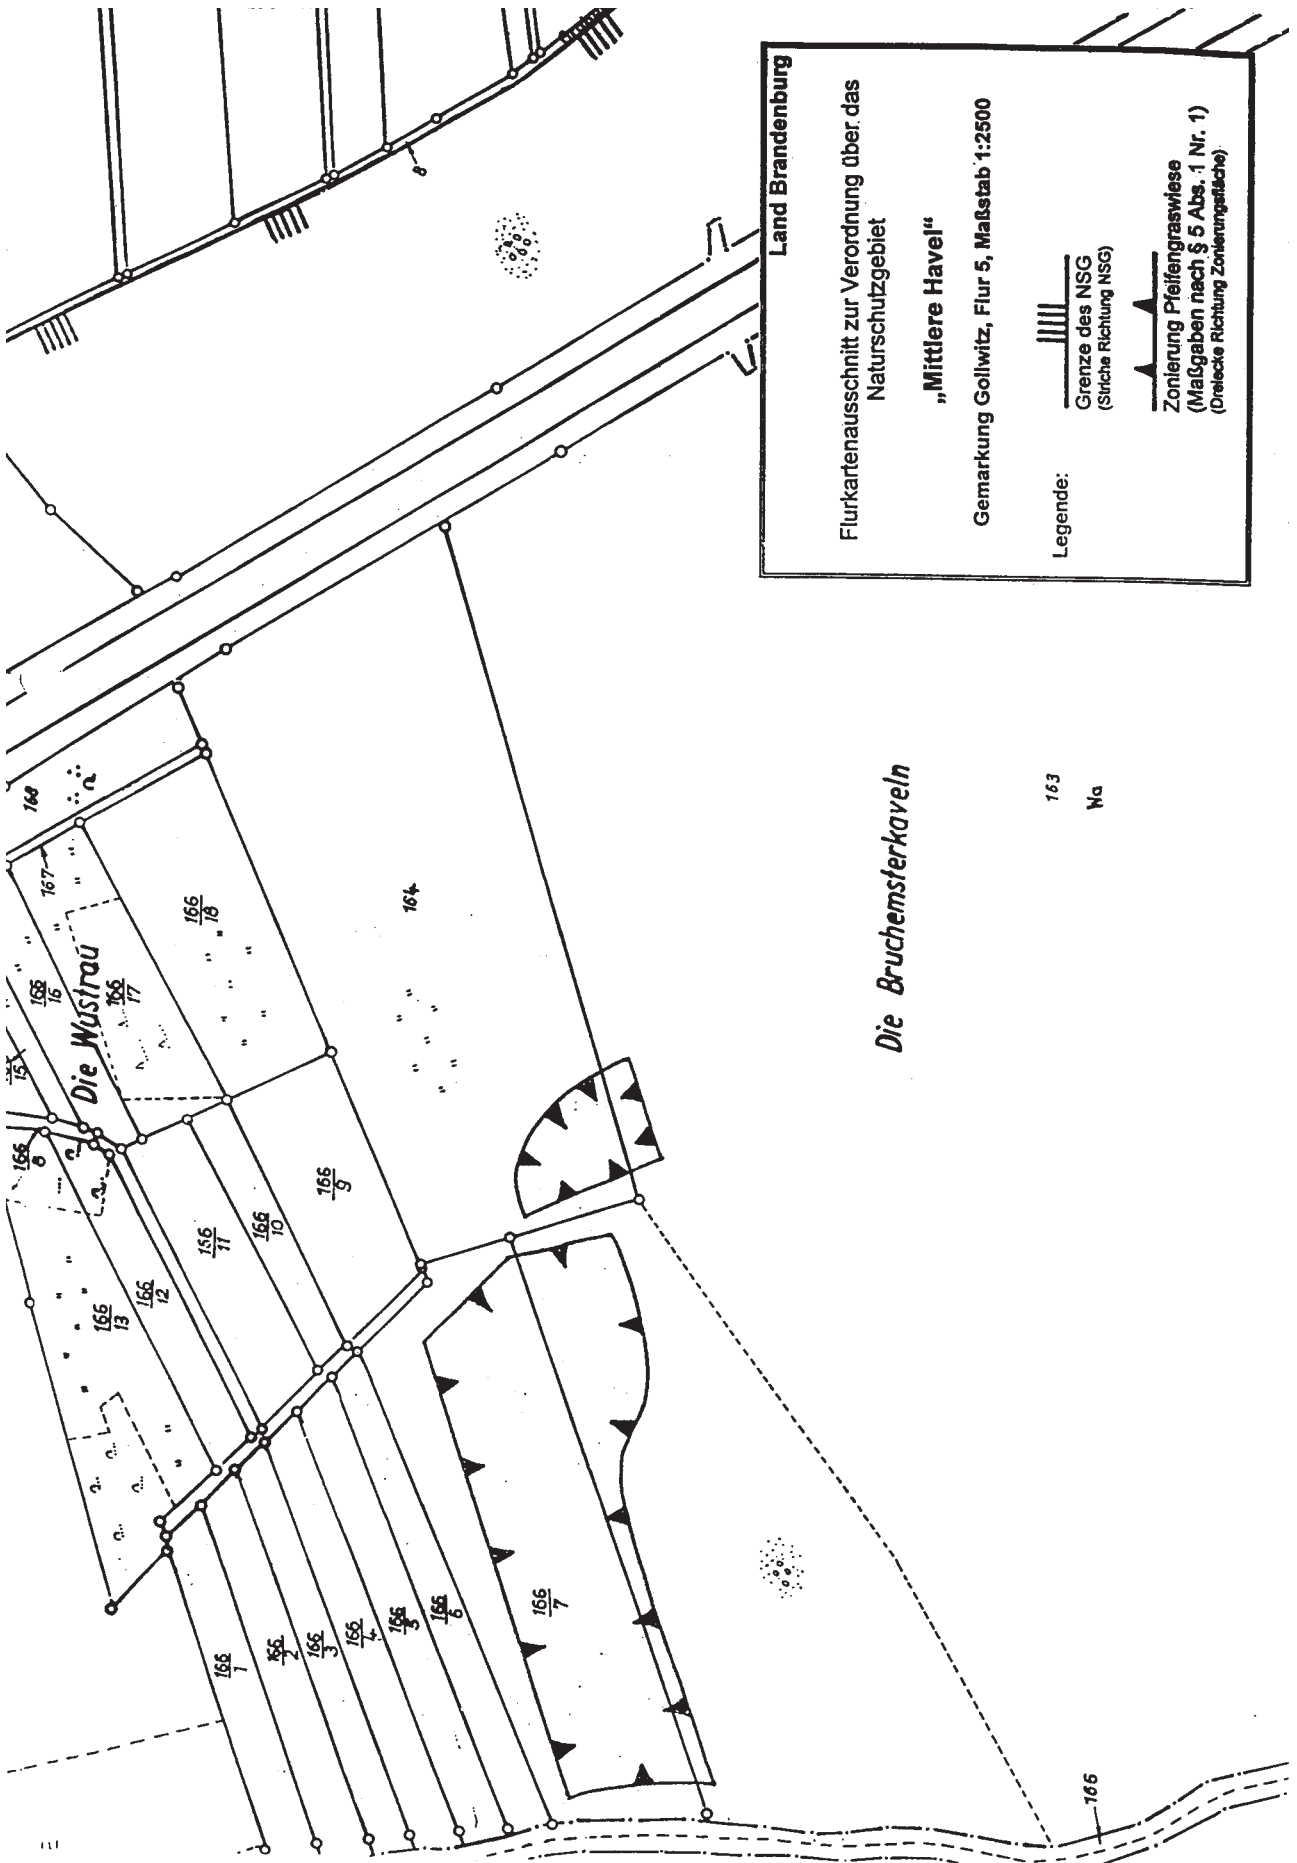 Land Brandenburg
Flurkartenausschnitt zur Verordnung über das
Naturschutzgebiet
„Mittlere Havel“
Gemarkung Gollwitz, Flur 5, Maßstab 1:2500
Legende:
Grenze des NSG
(Striche Richtung NSG)
Zonierung Pfeifengraswiese
(Maßgaben nach § 5 Abs. 1 Nr. 1)
(Dreiecke Richtung Zonierungsfläche)
8
168
167
Die Wustrau
166
18
166
17
166
16
15
166
8
164
166
9
166
10
156
11
166
12
166
13
166
1
166
2
166
3
166
4
166
5
166
6
166
7
Die Bruchemsterkaveln
163
Wa
166